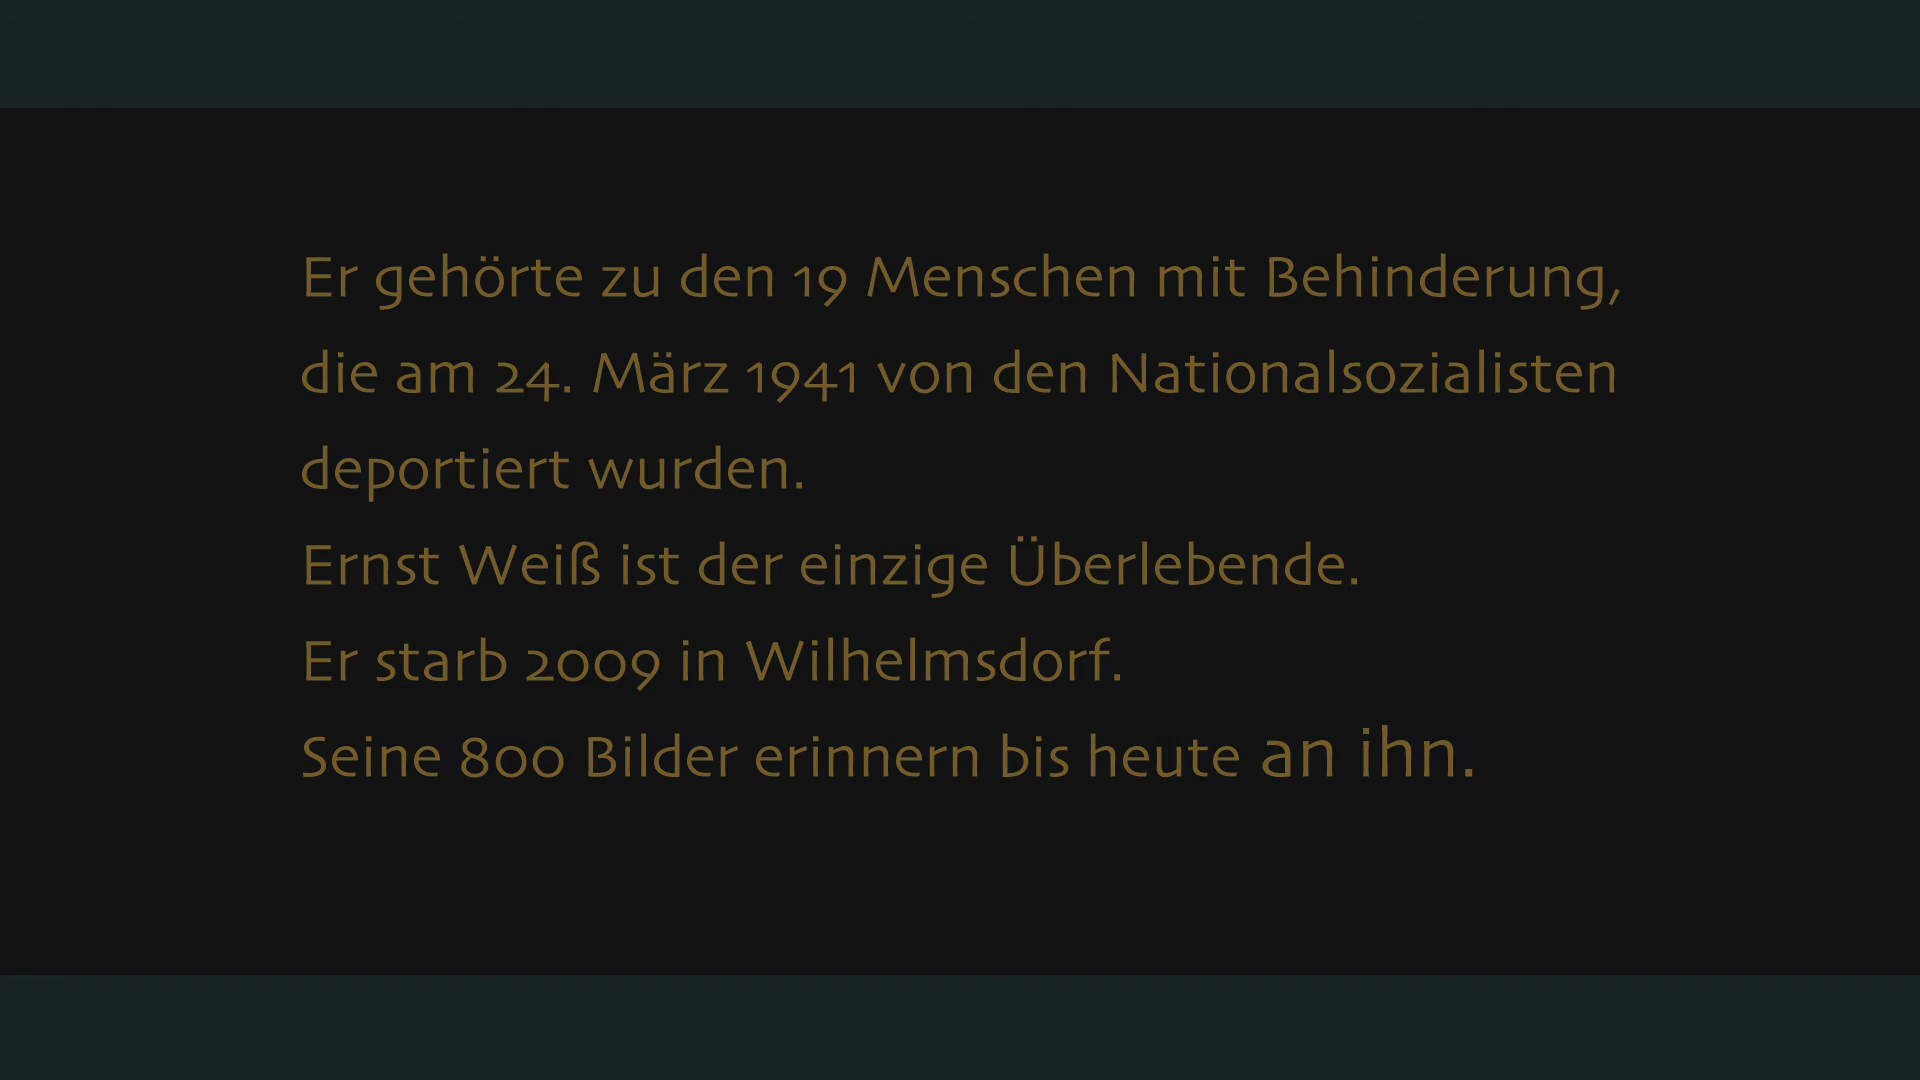 Er gehörte zu den 19 Menschen mit Behinderung,
die am 24. März 1941 von den Nationalsozialisten
deportiert wurden.
Ernst Weiß ist der einzige Überlebende.
Er starb 2009 in Wilhelmsdorf.
Seine 800 Bilder erinnern bis heute an ihn.